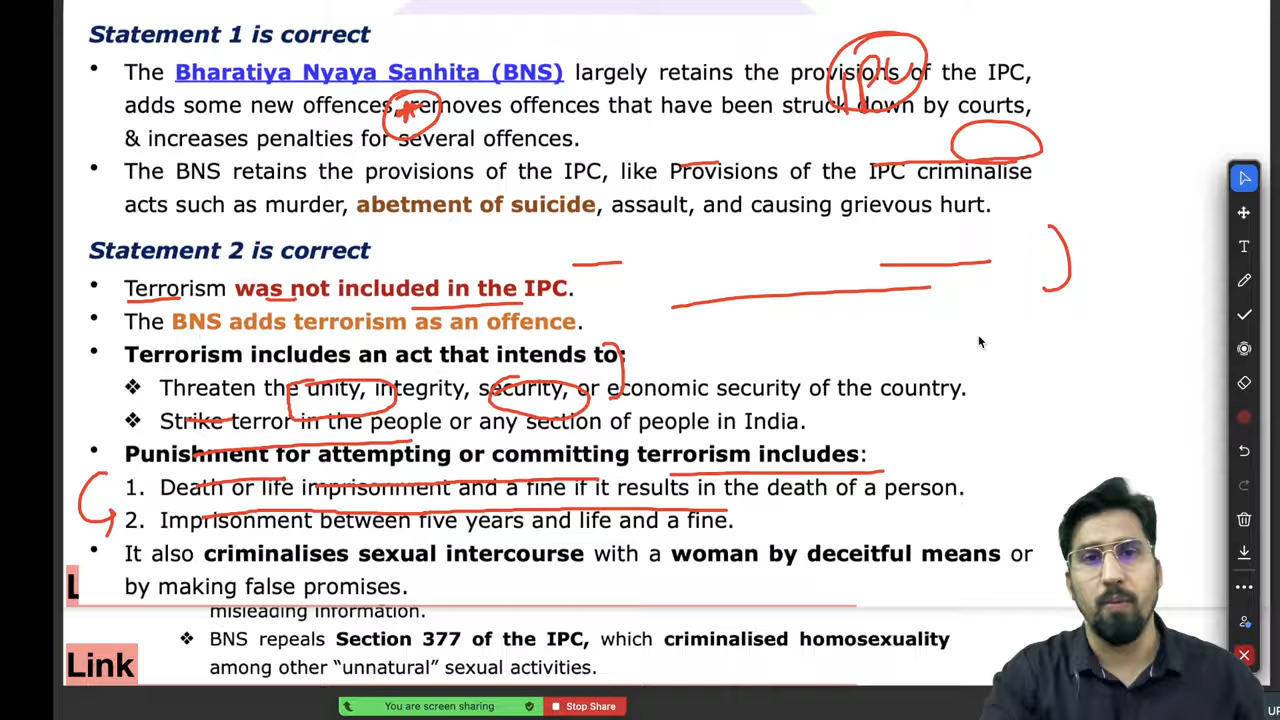 Statement 1 is correct
• The Bharatiya Nyaya Sanhita (BNS) largely retains the provisions of the IPC,
adds some new offences, removes offences that have been struck down by courts,
& increases penalties for several offences.
• The BNS retains the provisions of the IPC, like Provisions of the IPC criminalise
acts such as murder, abetment of suicide, assault, and causing grievous hurt.
Statement 2 is correct
• Terrorism was not included in the IPC.
• The BNS adds terrorism as an offence.
• Terrorism includes an act that intends to:
❖ Threaten the unity, integrity, security, or economic security of the country.
❖ Strike terror in the people or any section of people in India.
• Punishment for attempting or committing terrorism includes:
1. Death or life imprisonment and a fine if it results in the death of a person.
2. Imprisonment between five years and life and a fine.
• It also criminalises sexual intercourse with a woman by deceitful means or
by making false promises.
L
misleading information.
❖ BNS repeals Section 377 of the IPC, which criminalised homosexuality
among other “unnatural” sexual activities.
Link
IPC
T
You are screen sharing
Stop Share
UP